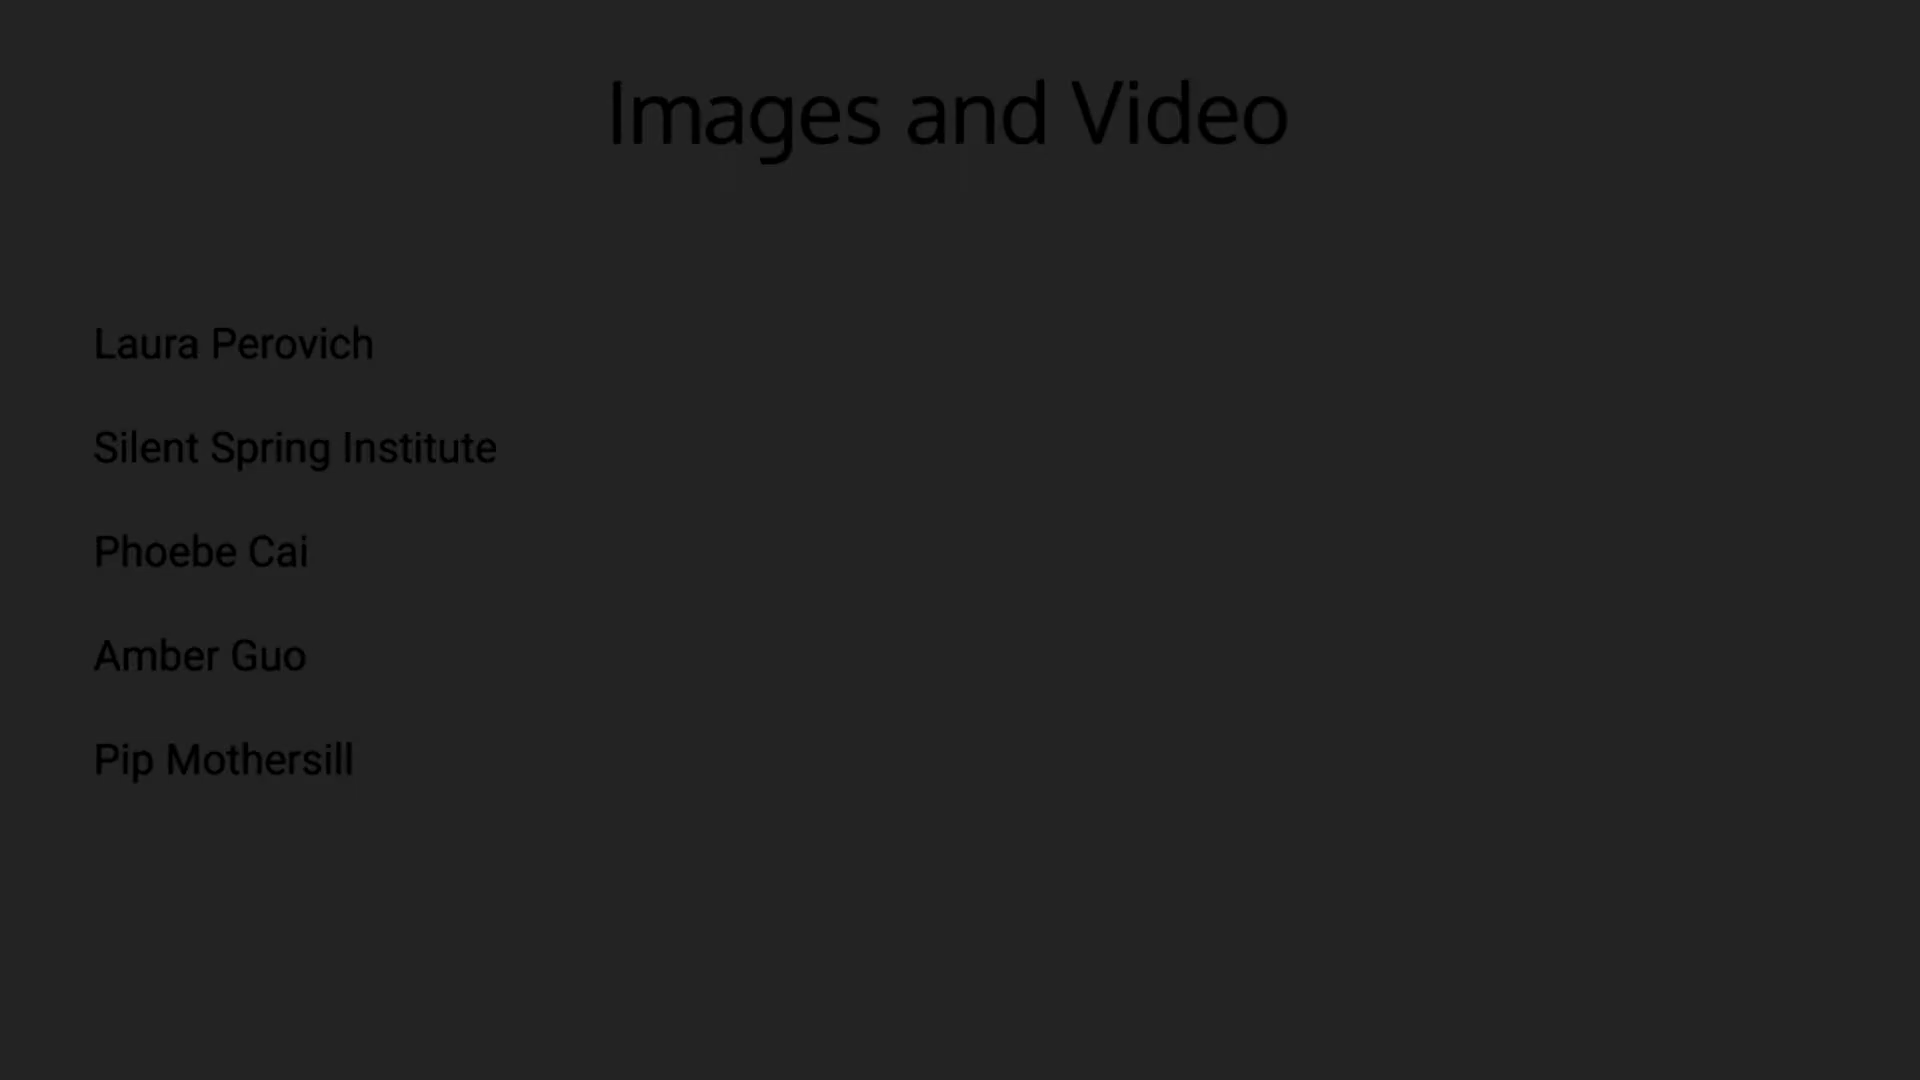 Images and Video
Laura Perovich
Silent Spring Institute
Phoebe Cai
Amber Guo
Pip Mothersill